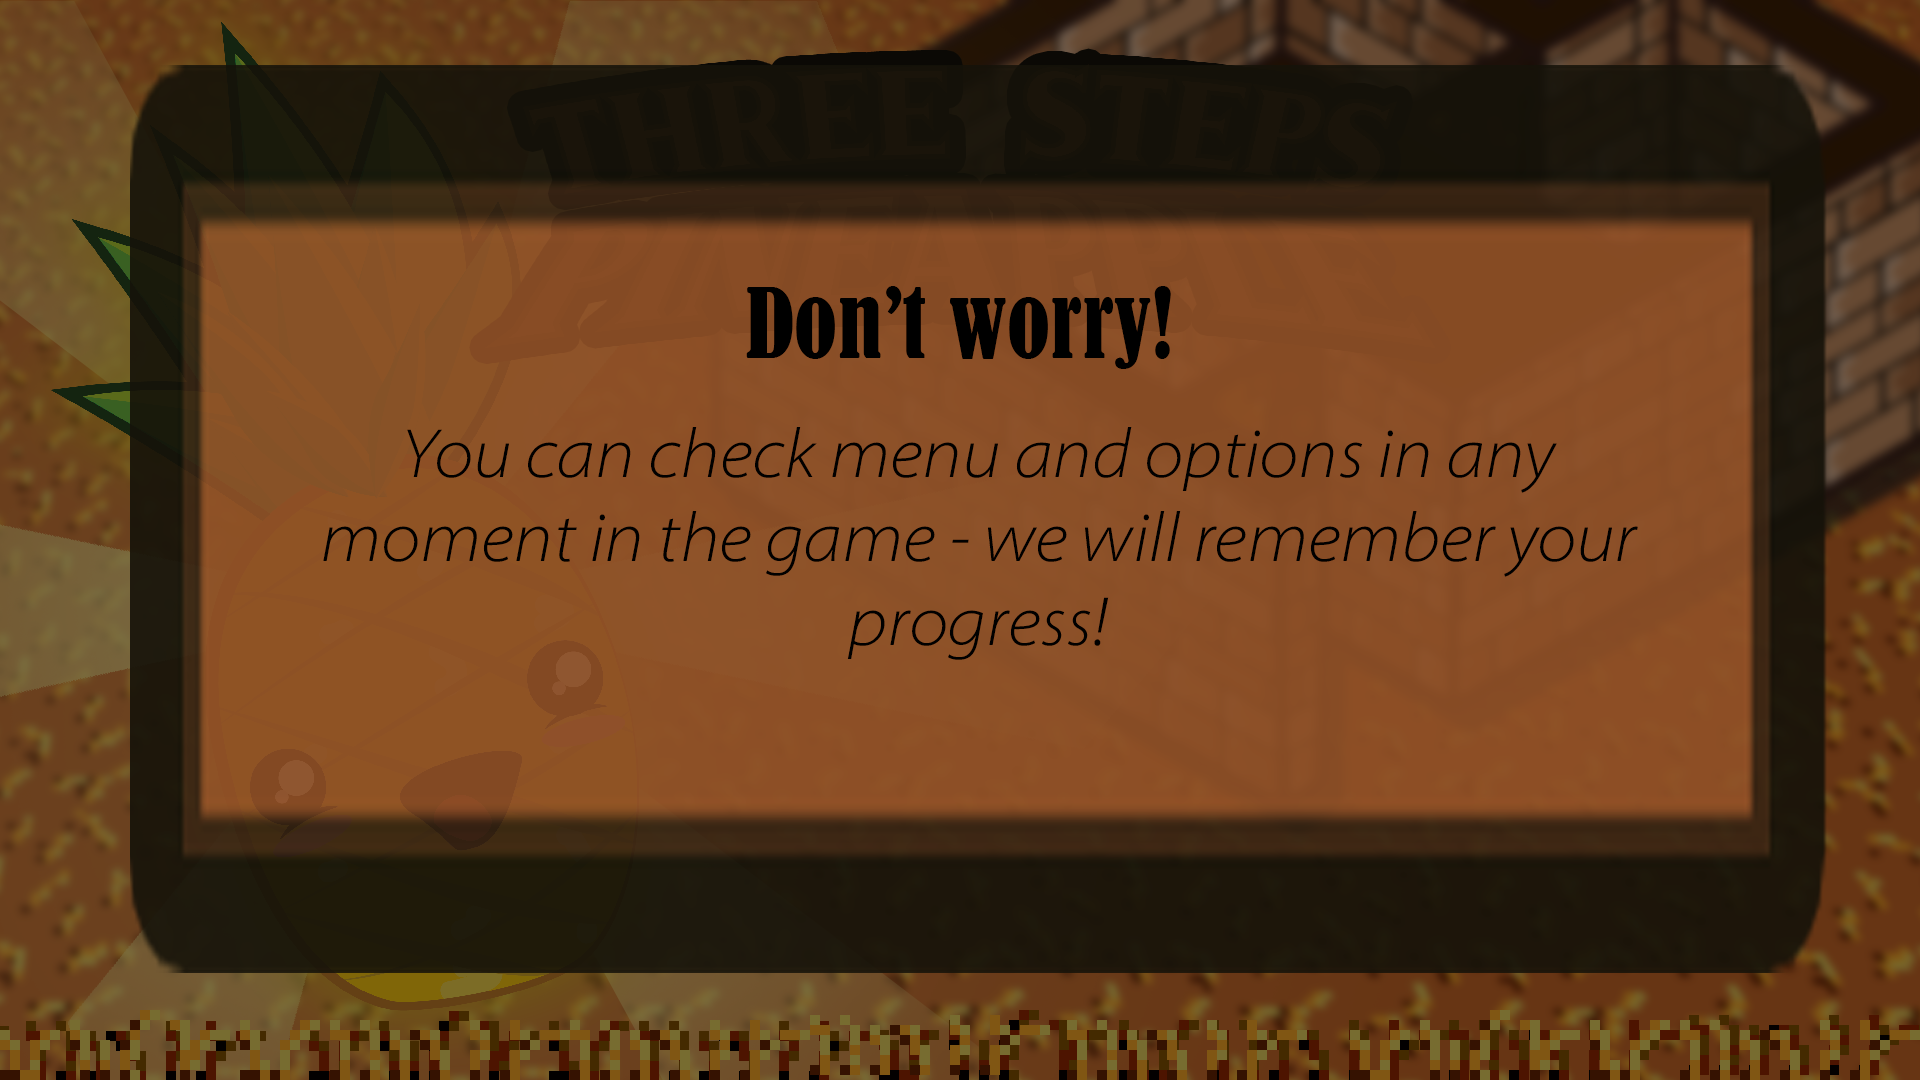 THREE STEPS
Don't worry!
You can check menu and options in any
moment in the game - we will remember your
progress!